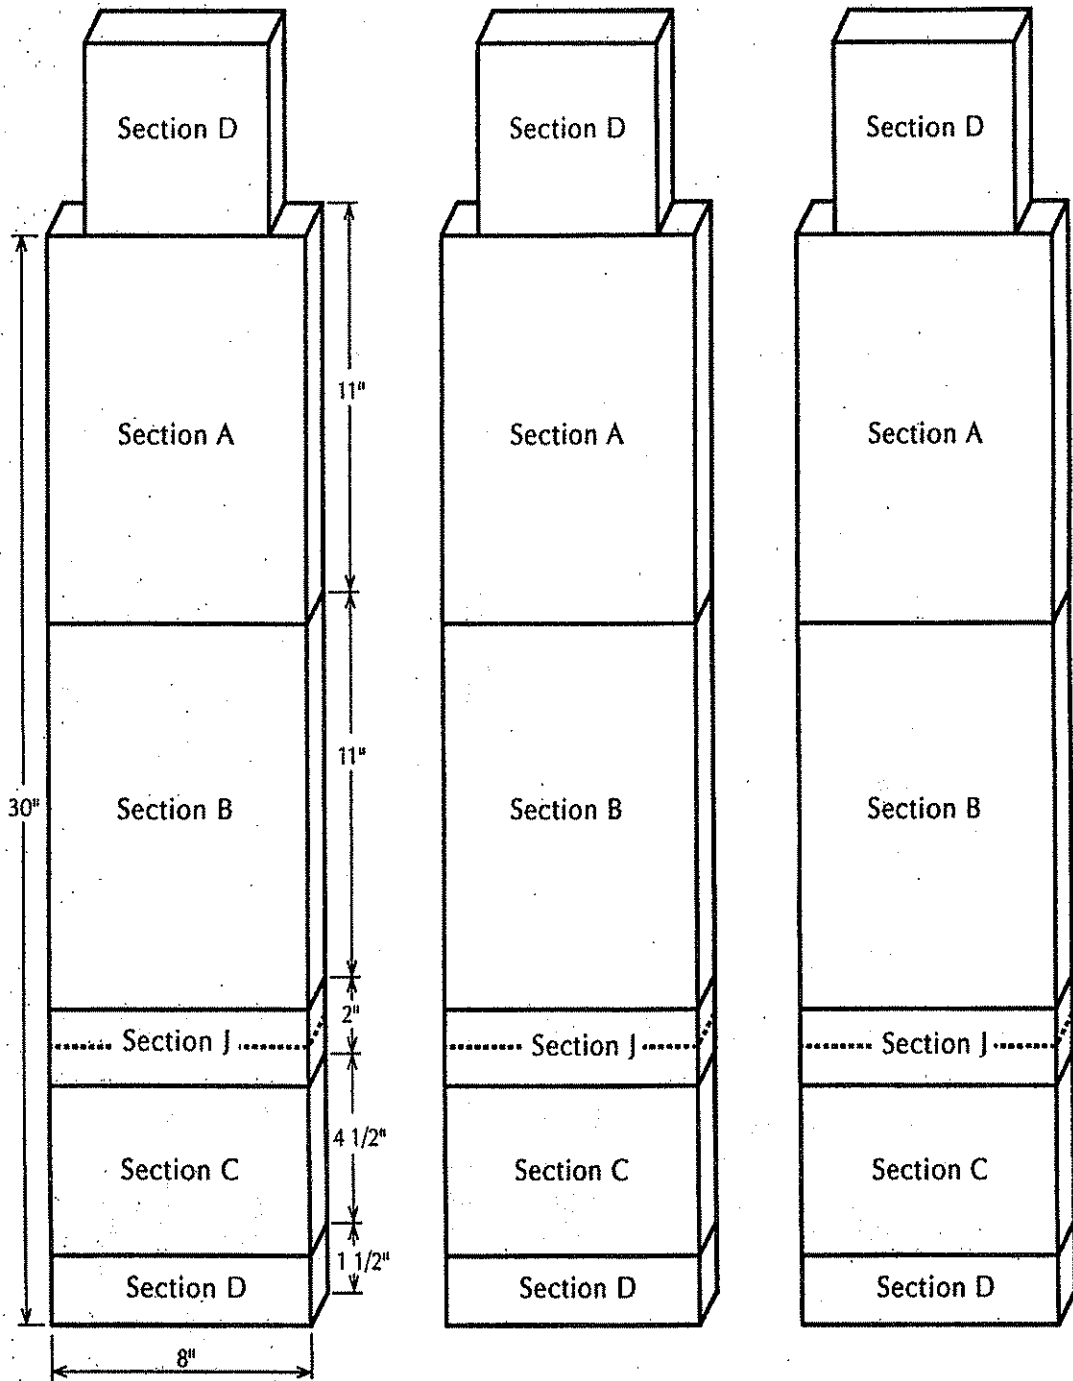 Section D Section D Section D
11"
Section A Section A Section A
11"
30" Section B Section B Section B
2"
Section J Section J Section J
4 1/2"
Section C Section C Section C
1 1/2"
Section D Section D Section D
8"